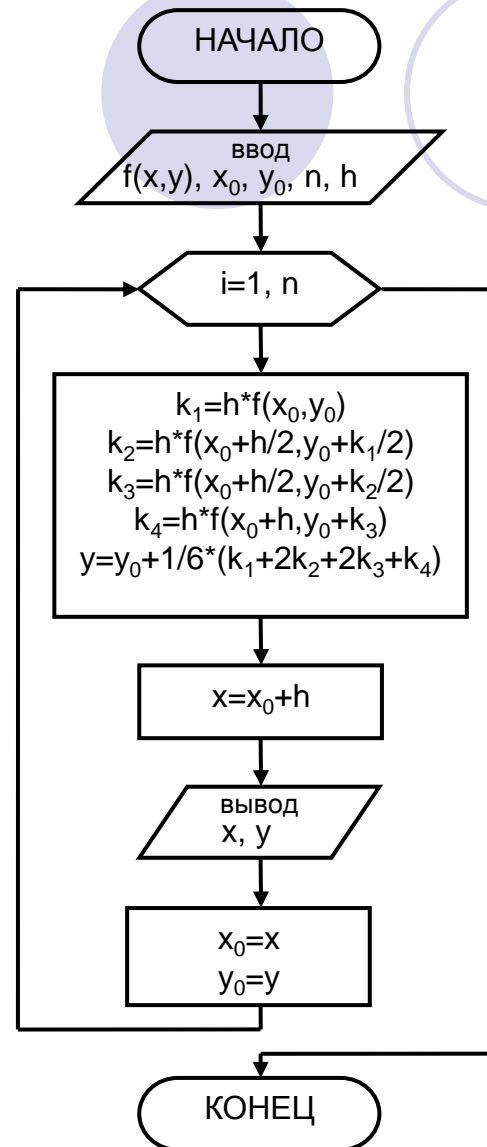 НАЧАЛО
ввод
f(x,y), x₀, y₀, n, h
i=1, n
k₁=h*f(x₀,y₀)
k₂=h*f(x₀+h/2,y₀+k₁/2)
k₃=h*f(x₀+h/2,y₀+k₂/2)
k₄=h*f(x₀+h,y₀+k₃)
y=y₀+1/6*(k₁+2k₂+2k₃+k₄)
x=x₀+h
вывод
x, y
x₀=x
y₀=y
КОНЕЦ